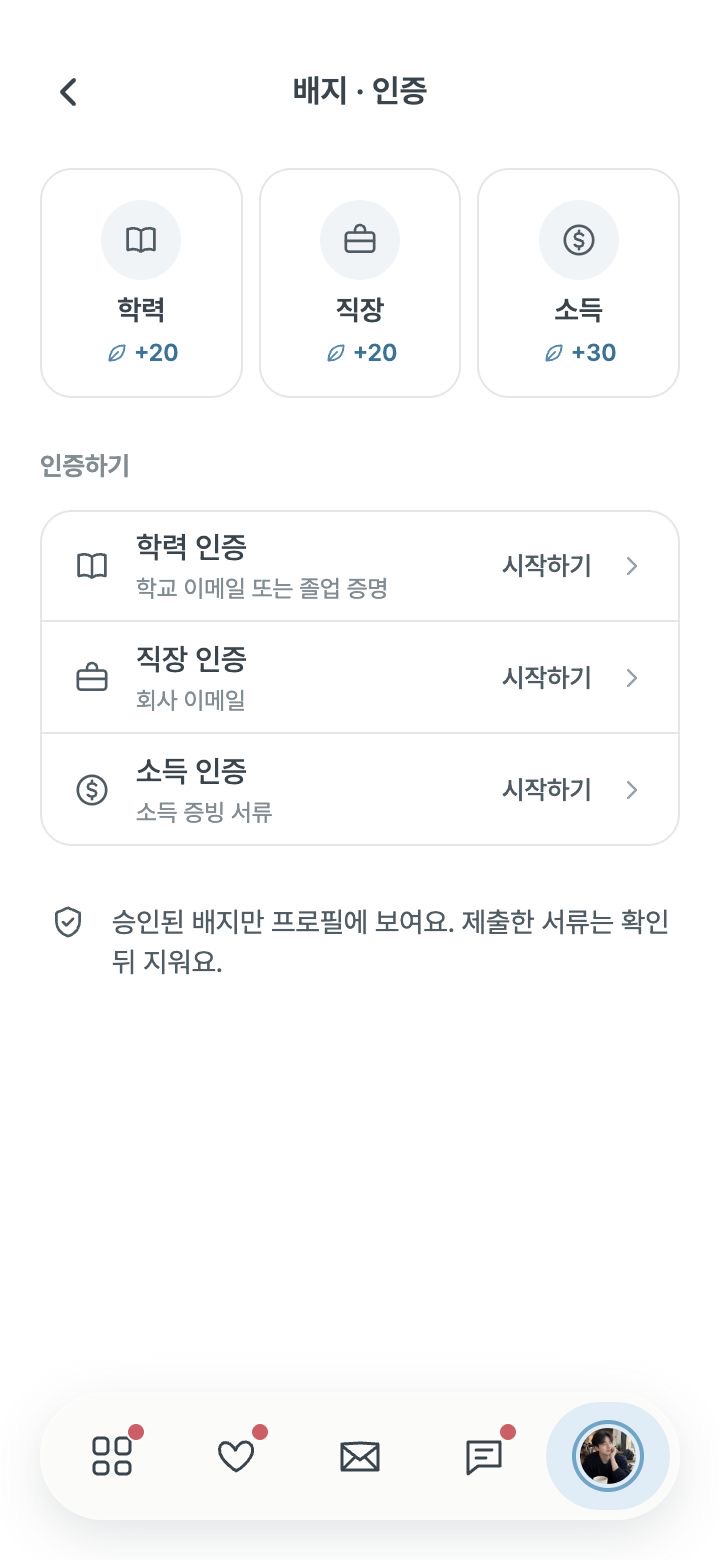 배지 · 인증
학력
+20
직장
+20
소득
+30
인증하기
학력 인증
학교 이메일 또는 졸업 증명
시작하기
직장 인증
회사 이메일
시작하기
소득 인증
소득 증빙 서류
시작하기
승인된 배지만 프로필에 보여요. 제출한 서류는 확인
뒤 지워요.